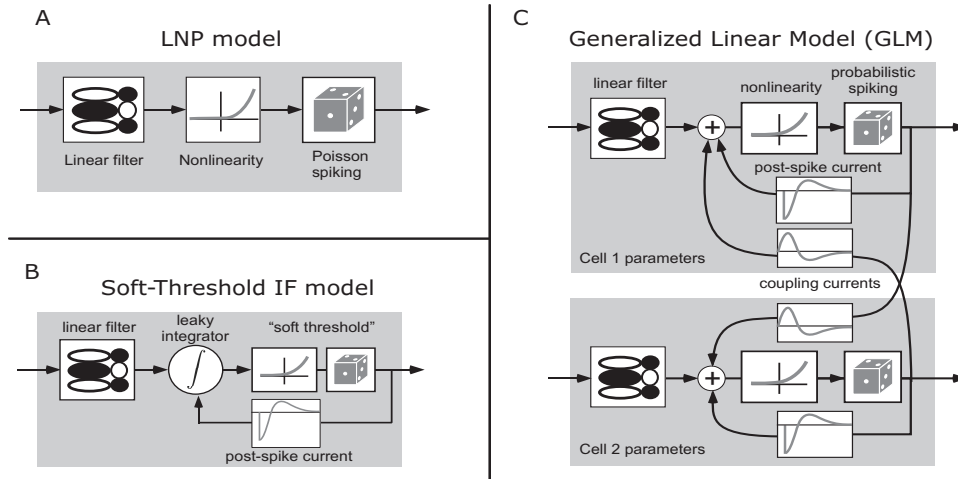 A
LNP model
Linear filter
Nonlinearity
Poisson
spiking
B
Soft-Threshold IF model
linear filter
leaky
integrator
“soft threshold”
post-spike current
C
Generalized Linear Model (GLM)
linear filter
nonlinearity
probabilistic
spiking
post-spike current
Cell 1 parameters
coupling currents
Cell 2 parameters